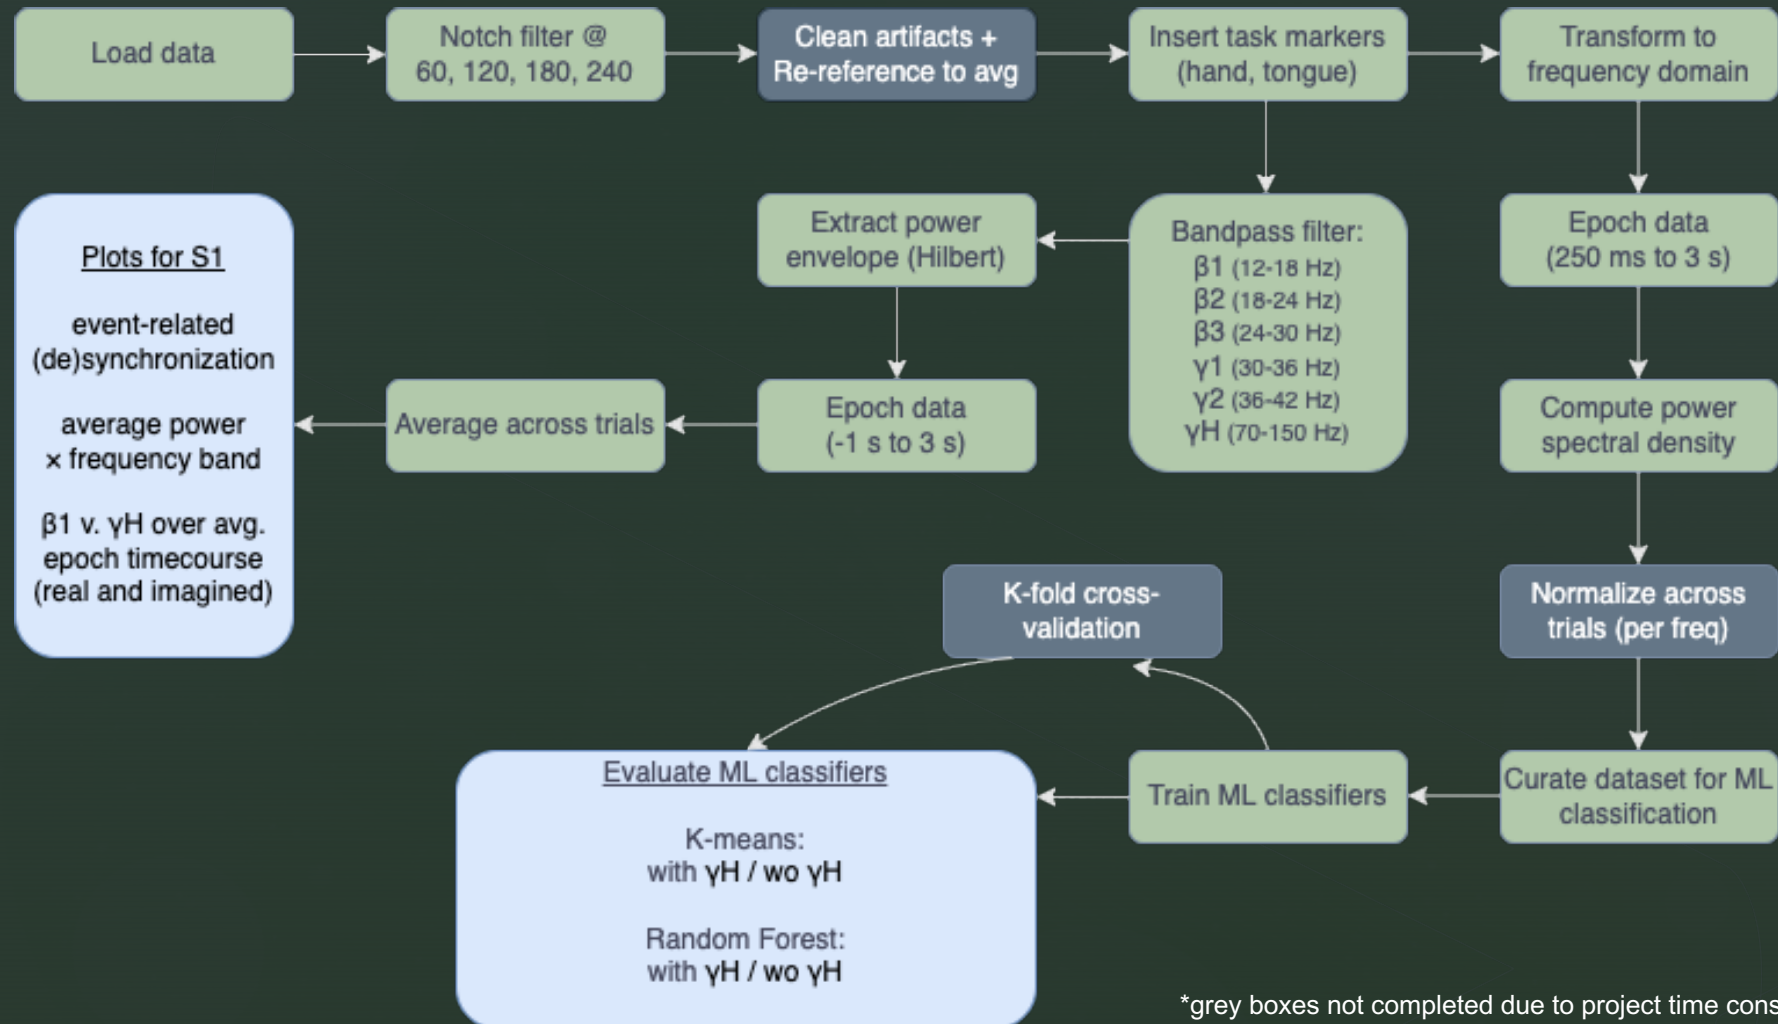 Load data
Notch filter @
60, 120, 180, 240
Clean artifacts +
Re-reference to avg
Insert task markers
(hand, tongue)
Transform to
frequency domain
Plots for S1
event-related
(de)synchronization
average power
× frequency band
β1 v. γH over avg.
epoch timecourse
(real and imagined)
Extract power
envelope (Hilbert)
Bandpass filter:
β1 (12-18 Hz)
β2 (18-24 Hz)
β3 (24-30 Hz)
γ1 (30-36 Hz)
γ2 (36-42 Hz)
γH (70-150 Hz)
Epoch data
(250 ms to 3 s)
Average across trials
Epoch data
(-1 s to 3 s)
Compute power
spectral density
K-fold cross-
validation
Normalize across
trials (per freq)
Evaluate ML classifiers
K-means:
with γH / wo γH
Random Forest:
with γH / wo γH
Train ML classifiers
Curate dataset for ML
classification
*grey boxes not completed due to project time cons